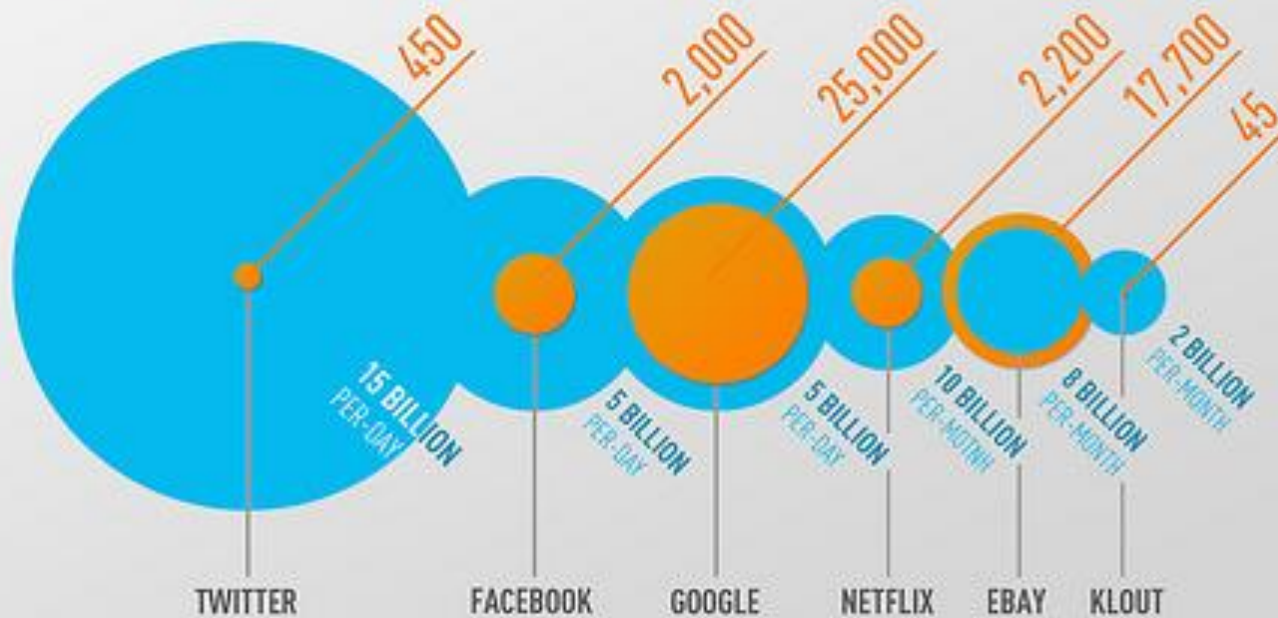 450
2,000
25,000
2,200
17,700
45
15 BILLION
PER-DAY
5 BILLION
PER-DAY
5 BILLION
PER-DAY
10 BILLION
PER-MOTNH
8 BILLION
PER-MONTH
2 BILLION
PER-MONTH
TWITTER
FACEBOOK
GOOGLE
NETFLIX
EBAY
KLOUT